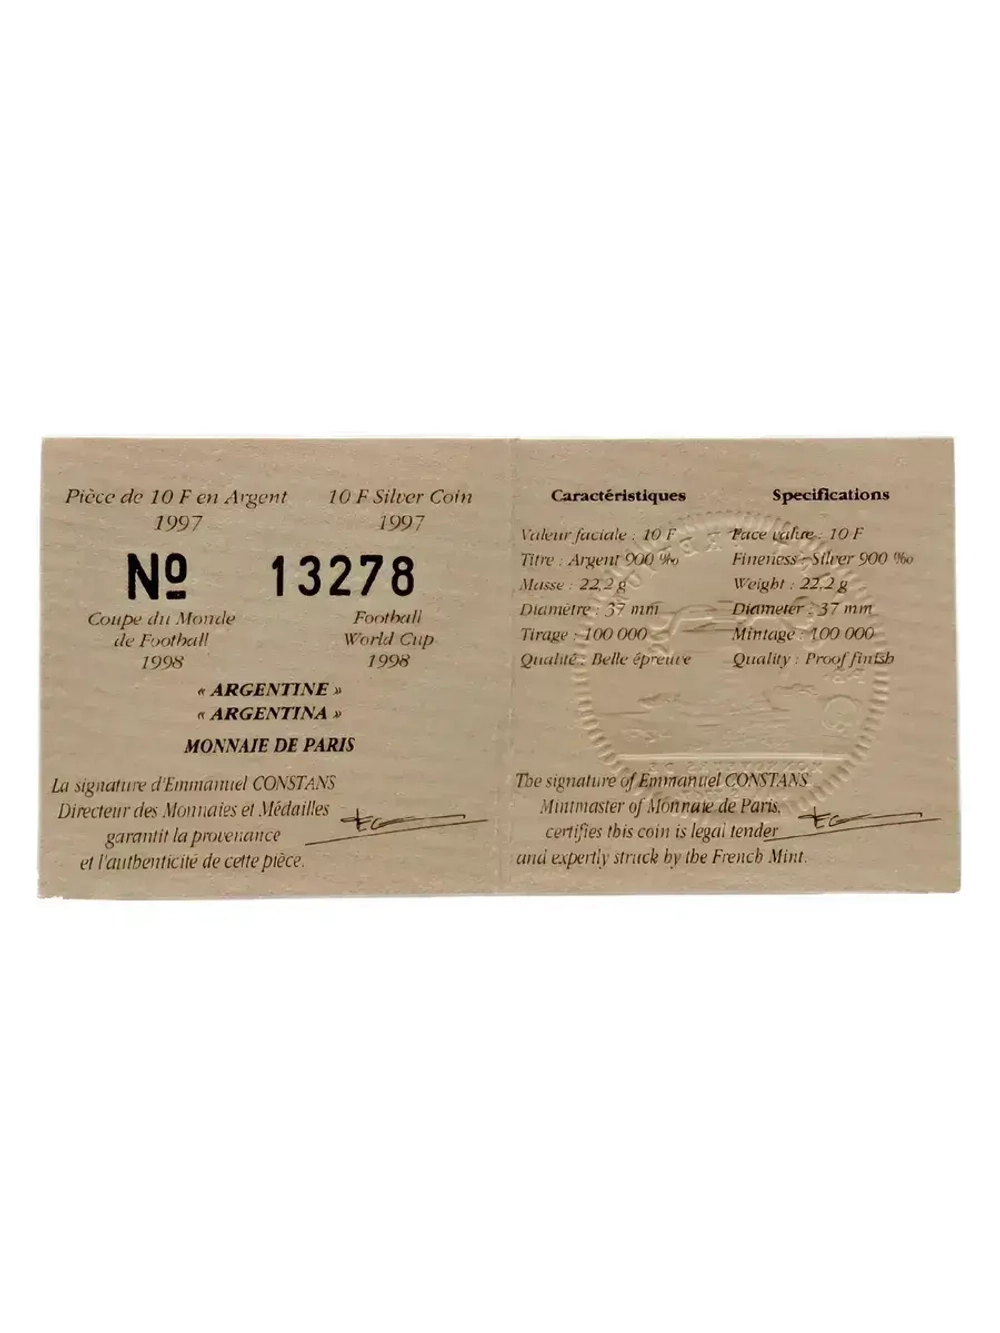 Pièce de 10 F en Argent
1997
10 F Silver Coin
1997
Nº 13278
Coupe du Monde
de Football
1998
Football
World Cup
1998
« ARGENTINE »
« ARGENTINA »
MONNAIE DE PARIS
La signature d'Emmanuel CONSTANS
Directeur des Monnaies et Médailles
garantit la provenance
et l'authenticité de cette pièce.
Caractéristiques
Valeur faciale : 10 F
Titre : Argent 900 ‰
Masse : 22,2 g
Diamètre : 37 mm
Tirage : 100 000
Qualité : Belle épreuve
Specifications
Face value : 10 F
Fineness : Silver 900 ‰
Weight : 22,2 g
Diameter : 37 mm
Mintage : 100 000
Quality : Proof finish
The signature of Emmanuel CONSTANS
Mintmaster of Monnaie de Paris,
certifies this coin is legal tender
and expertly struck by the French Mint.